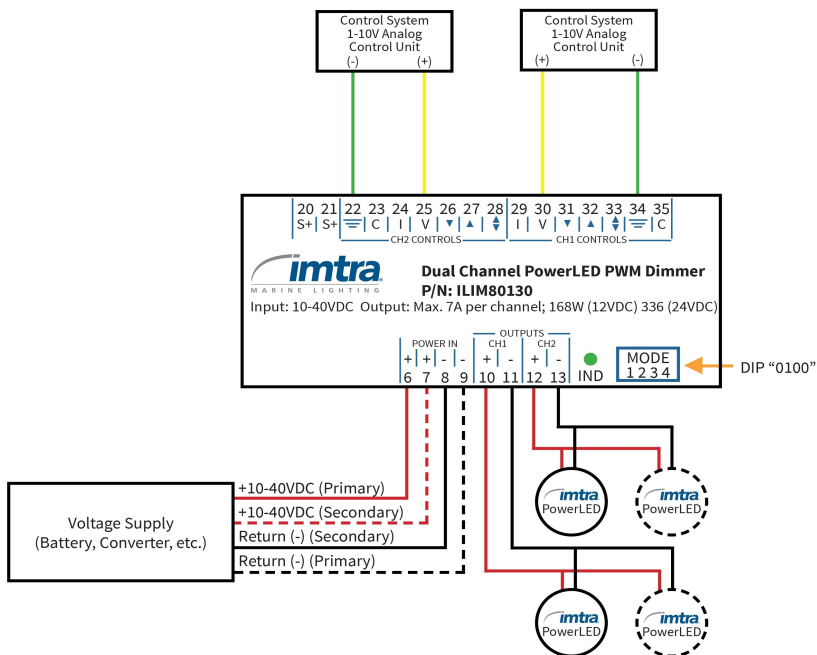 Control System
1-10V Analog
Control Unit
(-) (+)
Control System
1-10V Analog
Control Unit
(+) (-)
20 21 22 23 24 25 26 27 28 29 30 31 32 33 34 35
S+ S+ C I V ▼ ▲ I V ▼ ▲ C
CH2 CONTROLS CH1 CONTROLS
imtra
MARINE LIGHTING
Dual Channel PowerLED PWM Dimmer
P/N: ILIM80130
Input: 10-40VDC Output: Max. 7A per channel; 168W (12VDC) 336 (24VDC)
OUTPUTS
POWER IN CH1 CH2
+ + - - + - + -
6 7 8 9 10 11 12 13
IND
MODE
1 2 3 4
DIP “0100”
+10-40VDC (Primary)
+10-40VDC (Secondary)
Return (-) (Secondary)
Return (-) (Primary)
Voltage Supply
(Battery, Converter, etc.)
imtra
PowerLED
imtra
PowerLED
imtra
PowerLED
imtra
PowerLED